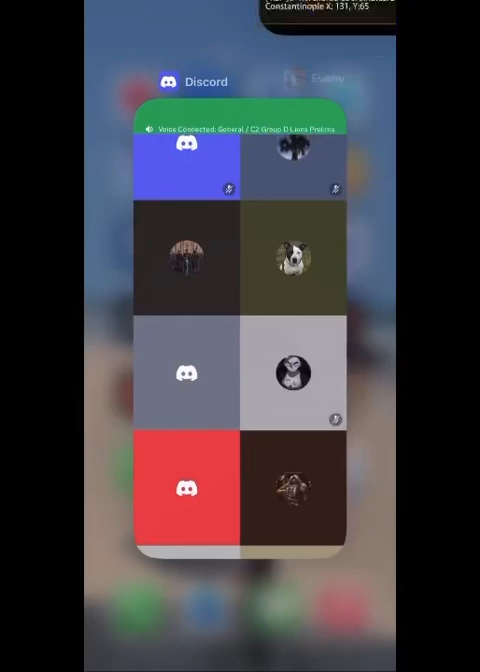 Constantinople X: 131, Y:65
Discord
Voice Connected: General / C2 Group D Lions Prelims